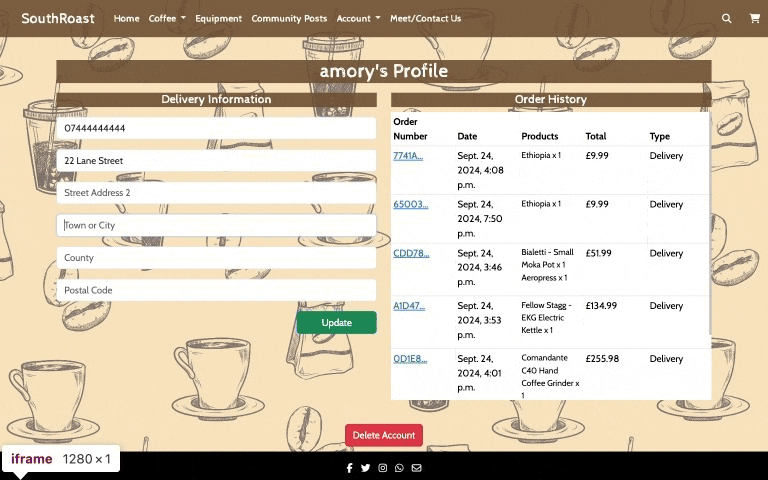 SouthRoast
Home Coffee Equipment Community Posts Account Meet/Contact Us
amory's Profile
Delivery Information
07444444444
22 Lane Street
Street Address 2
Town or City
County
Postal Code
Update
Order History
Order Number Date Products Total Type
7741A... Sept. 24, 2024, 4:08 p.m. Ethiopia x 1 £9.99 Delivery
65003... Sept. 24, 2024, 7:50 p.m. Ethiopia x 1 £9.99 Delivery
CDD78... Sept. 24, 2024, 3:46 p.m. Bialetti - Small Moka Pot x 1 Aeropress x 1 £51.99 Delivery
A1D47... Sept. 24, 2024, 3:53 p.m. Fellow Stagg - EKG Electric Kettle x 1 £134.99 Delivery
0D1E8... Sept. 24, 2024, 4:01 p.m. Comandante C40 Hand Coffee Grinder x 1 £255.98 Delivery
Delete Account
iframe 1280 × 1